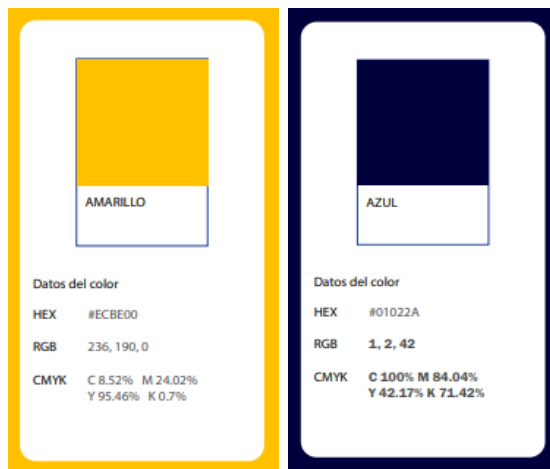 AMARILLO
Datos del color
HEX #ECBE00
RGB 236, 190, 0
CMYK C 8.52% M 24.02%
Y 95.46% K 0.7%
AZUL
Datos del color
HEX #01022A
RGB 1, 2, 42
CMYK C 100% M 84.04%
Y 42.17% K 71.42%